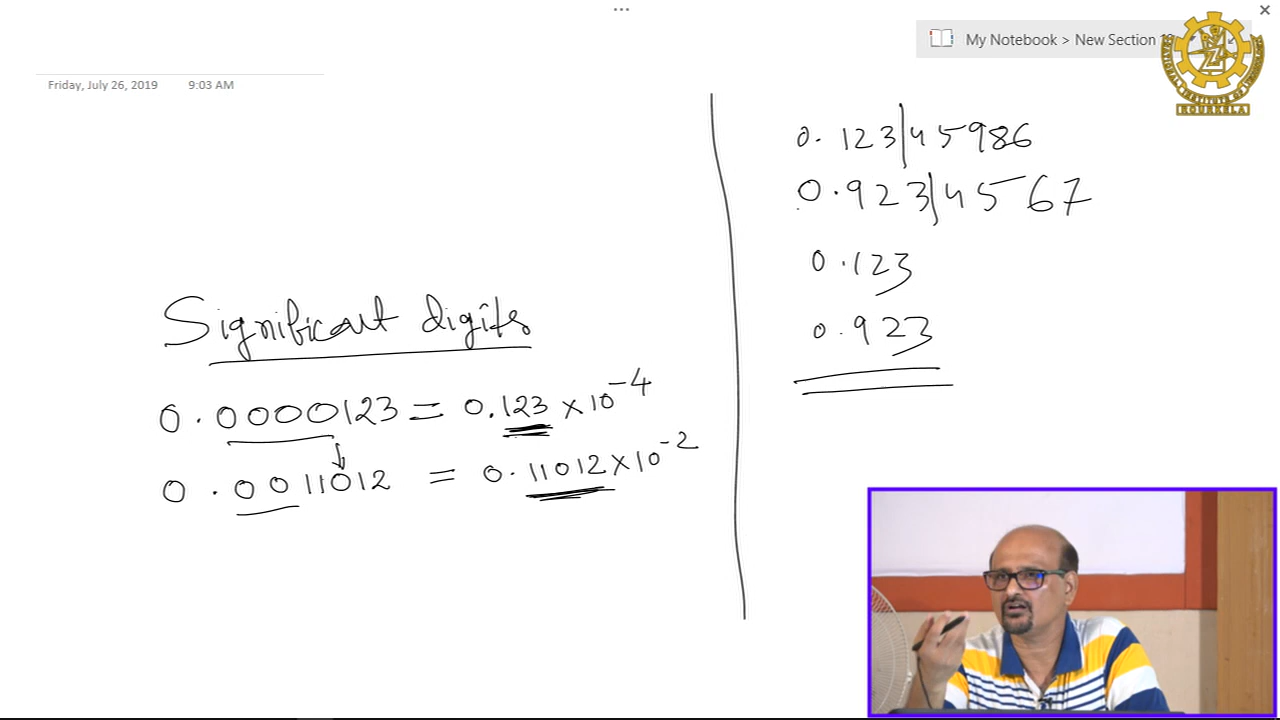 My Notebook > New Section
Friday, July 26, 2019 9:03 AM
Significant digits
0.0000123 = 0.123 × 10⁻⁴
0.0011012 = 0.11012 × 10⁻²
0.123|45986
0.923|4567
0.123
0.923
ROURKELA